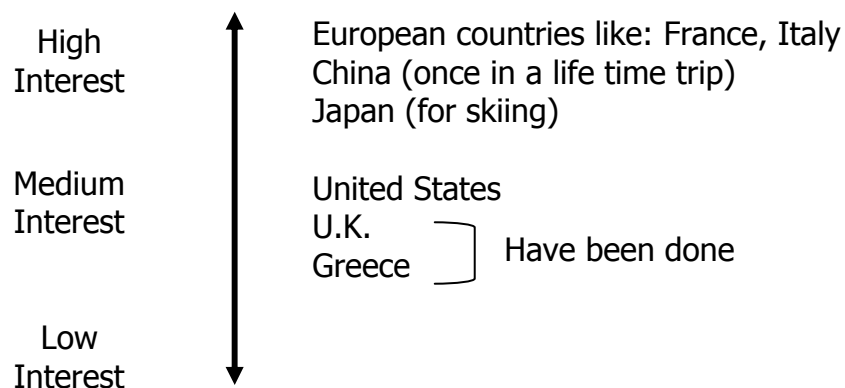 High
Interest
European countries like: France, Italy
China (once in a life time trip)
Japan (for skiing)
Medium
Interest
United States
U.K.
Greece
Have been done
Low
Interest